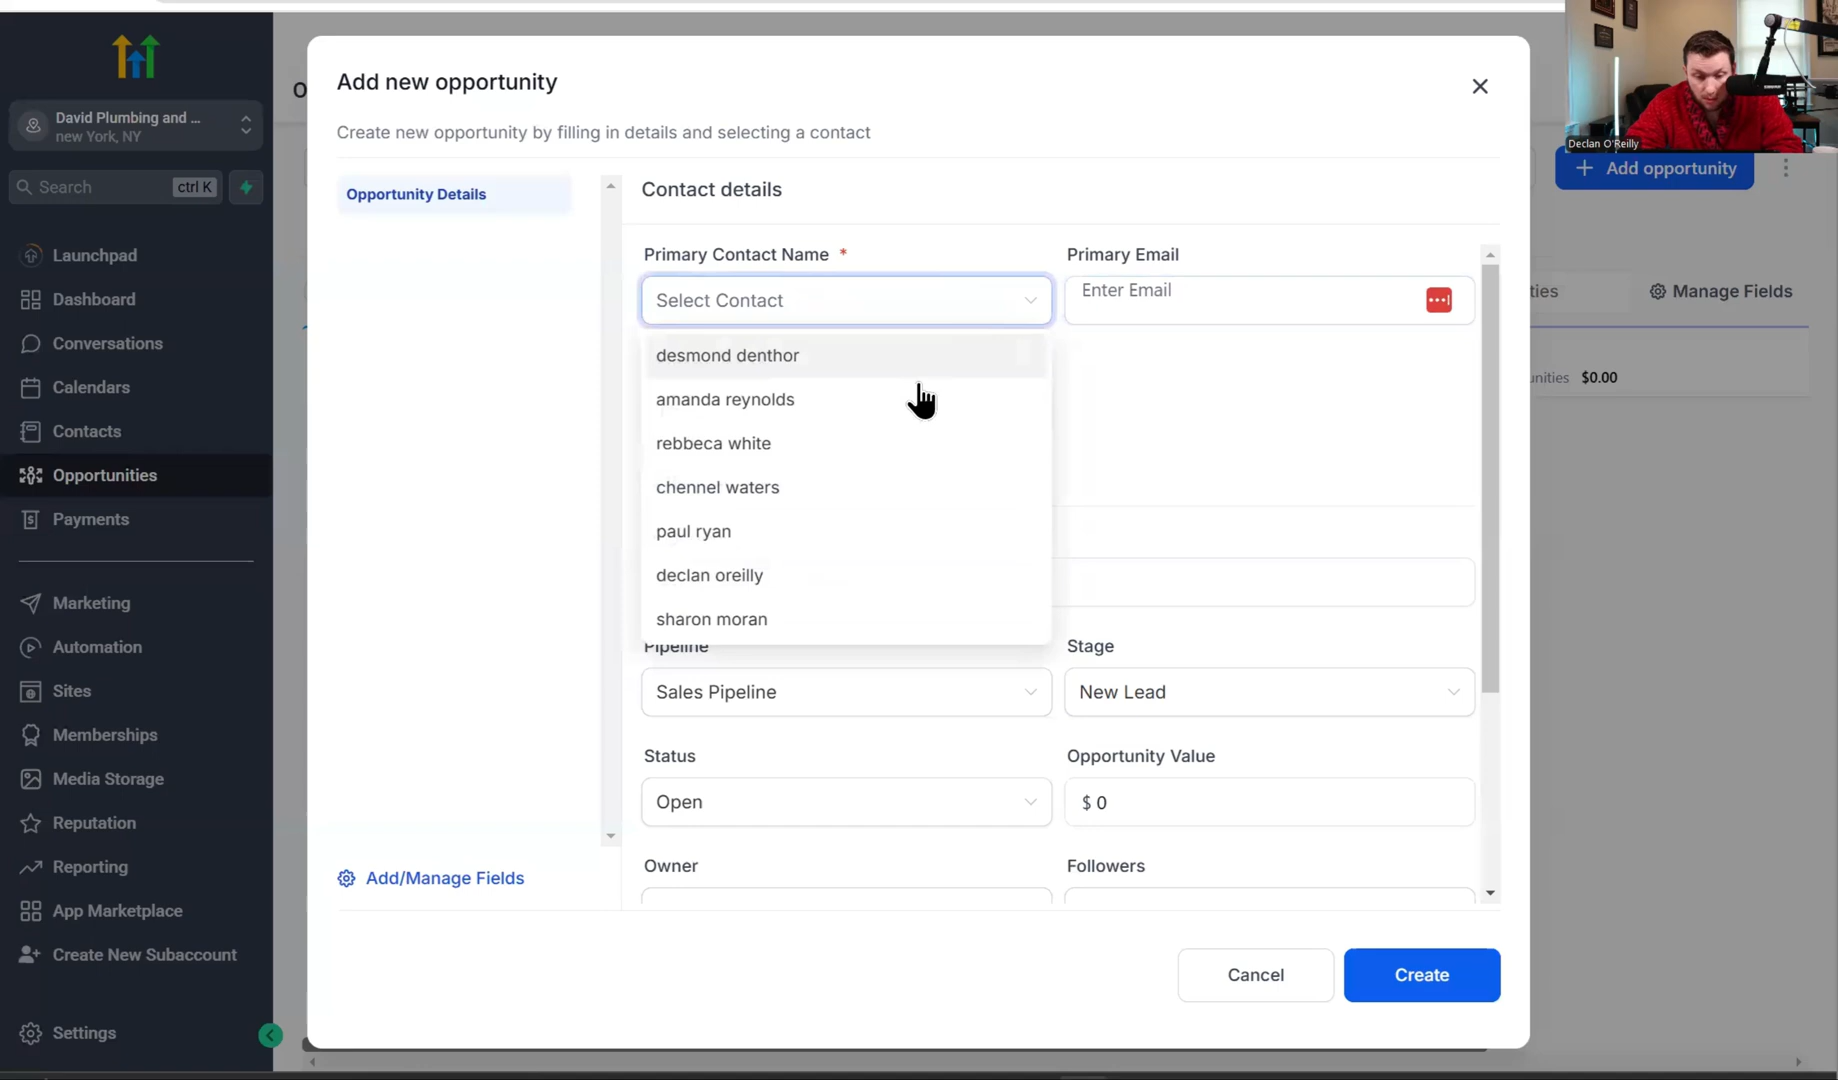 David Plumbing and ...
new York, NY
Search
ctrl K
Launchpad
Dashboard
Conversations
Calendars
Contacts
Opportunities
Payments
Marketing
Automation
Sites
Memberships
Media Storage
Reputation
Reporting
App Marketplace
Create New Subaccount
Settings
O
Add new opportunity
Create new opportunity by filling in details and selecting a contact
Opportunity Details
Add/Manage Fields
Contact details
Primary Contact Name *
Primary Email
Select Contact
Enter Email
desmond denthor
amanda reynolds
rebbeca white
chennel waters
paul ryan
declan oreilly
sharon moran
Pipeline
Stage
Sales Pipeline
New Lead
Status
Opportunity Value
Open
$ 0
Owner
Followers
Cancel
Create
Declan O'Reilly
Add opportunity
ties
Manage Fields
unities $0.00